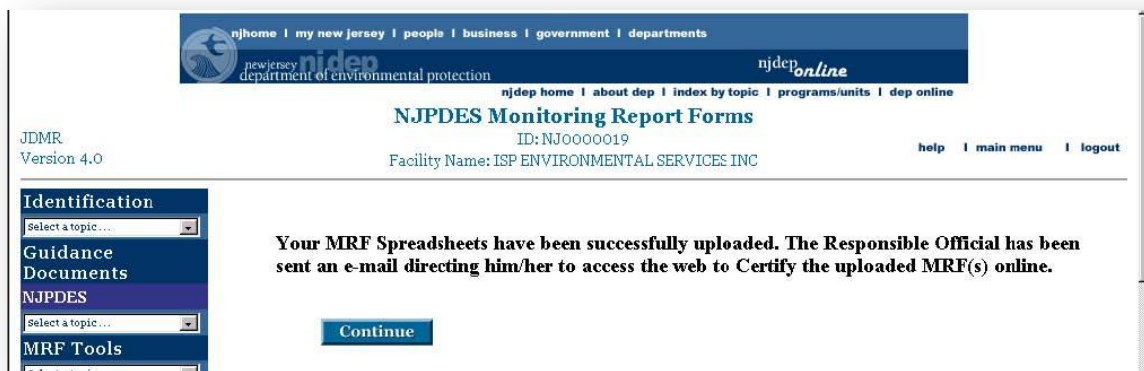 njhome | my new jersey | people | business | government | departments
newjersey njdep
department of environmental protection
njdep online
njdep home | about dep | index by topic | programs/units | dep online
NJPDES Monitoring Report Forms
JDMR
Version 4.0
ID: NJ0000019
Facility Name: ISP ENVIRONMENTAL SERVICES INC
help | main menu | logout
Identification
Select a topic...
Guidance
Documents
NJPDES
Select a topic...
MRF Tools
Your MRF Spreadsheets have been successfully uploaded. The Responsible Official has been
sent an e-mail directing him/her to access the web to Certify the uploaded MRF(s) online.
Continue